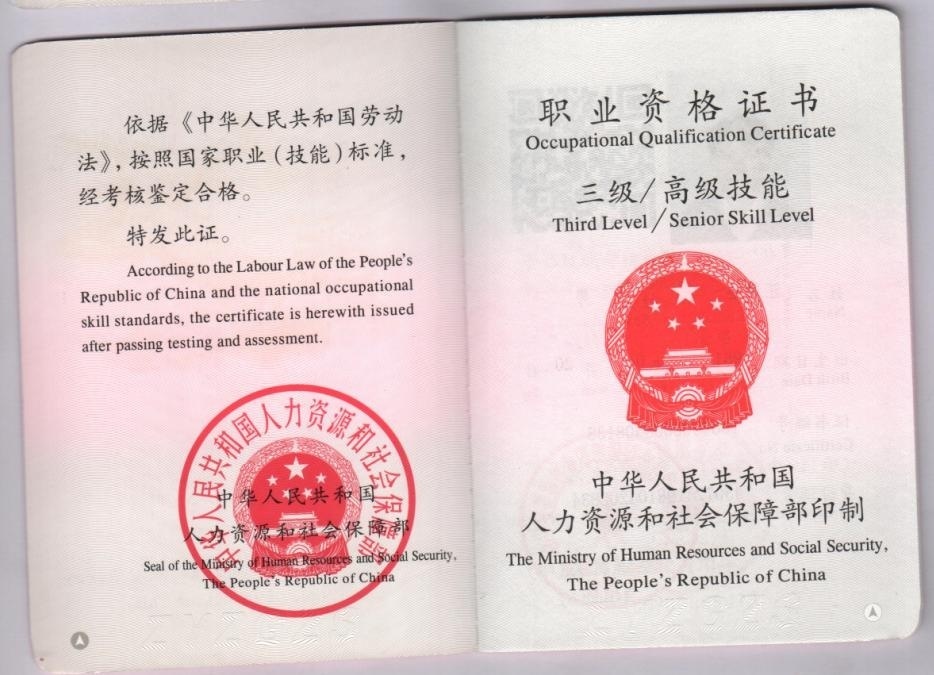 依据《中华人民共和国劳动
法》，按照国家职业（技能）标准，
经考核鉴定合格。
特发此证。
According to the Labour Law of the People's
Republic of China and the national occupational
skill standards, the certificate is herewith issued
after passing testing and assessment.
中华人民共和国人力资源和社会保障部
中华人民共和国
人力资源和社会保障部
Seal of the Ministry of Human Resources and Social Security,
The People's Republic of China
职业资格证书
Occupational Qualification Certificate
三级/高级技能
Third Level/Senior Skill Level
中华人民共和国
人力资源和社会保障部印制
The Ministry of Human Resources and Social Security,
The People's Republic of China